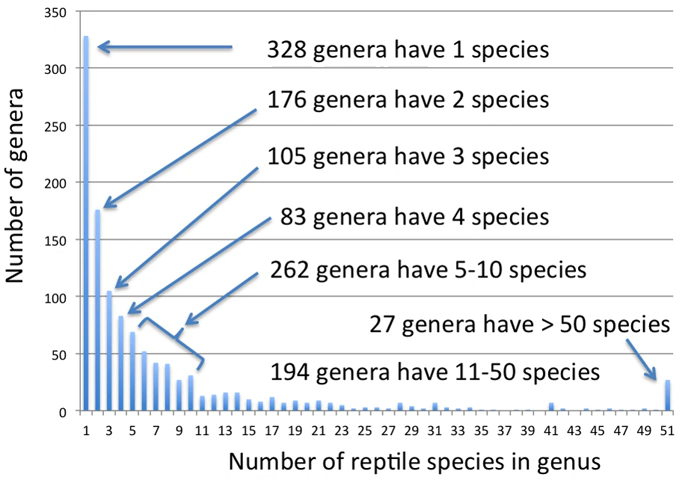 350
328 genera have 1 species
300
176 genera have 2 species
250
105 genera have 3 species
200
83 genera have 4 species
150
262 genera have 5-10 species
100
27 genera have > 50 species
50
194 genera have 11-50 species
0
1 3 5 7 9 11 13 15 17 19 21 23 25 27 29 31 33 35 37 39 41 43 45 47 49 51
Number of reptile species in genus
Number of genera